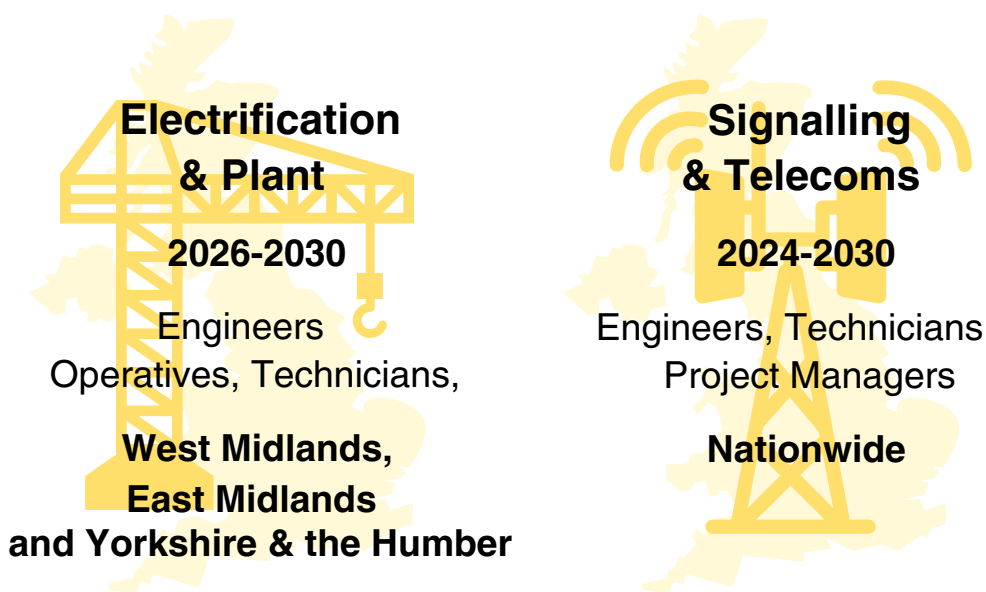 Electrification
& Plant
2026-2030
Engineers
Operatives, Technicians,
West Midlands,
East Midlands
and Yorkshire & the Humber
Signalling
& Telecoms
2024-2030
Engineers, Technicians
Project Managers
Nationwide